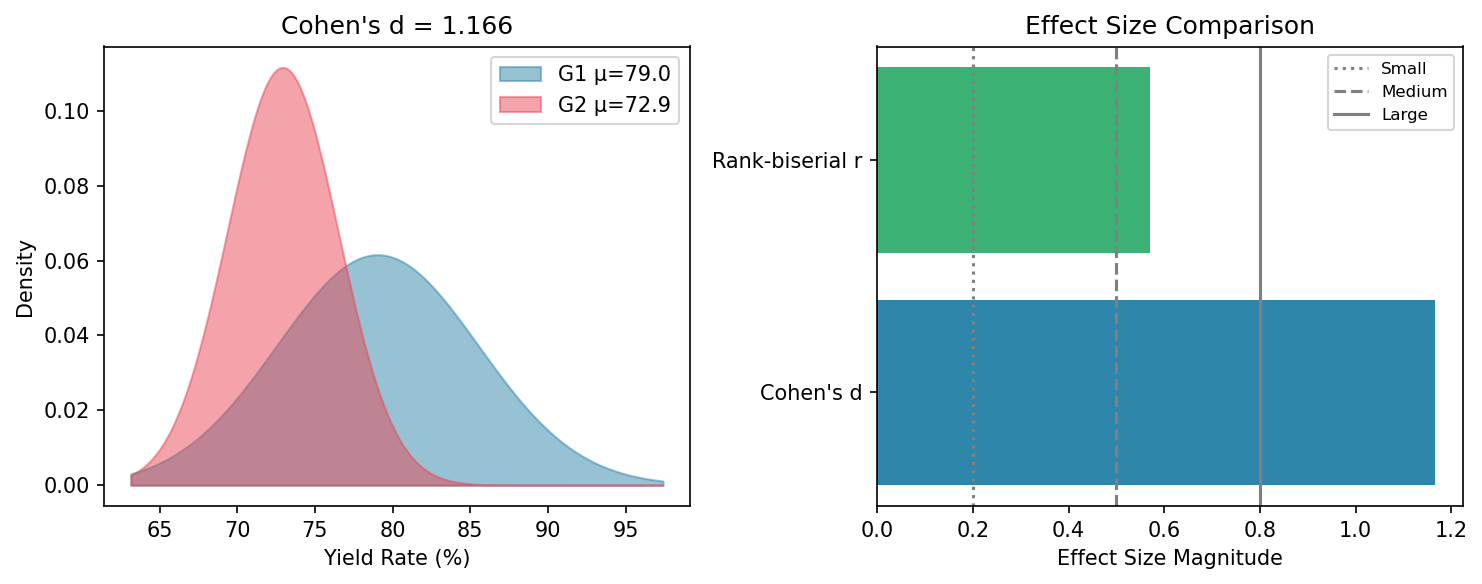 Cohen's d = 1.166
G1 μ=79.0
G2 μ=72.9
Density
0.10
0.08
0.06
0.04
0.02
0.00
65 70 75 80 85 90 95
Yield Rate (%)
Effect Size Comparison
Small
Medium
Large
Rank-biserial r
Cohen's d
0.0 0.2 0.4 0.6 0.8 1.0 1.2
Effect Size Magnitude